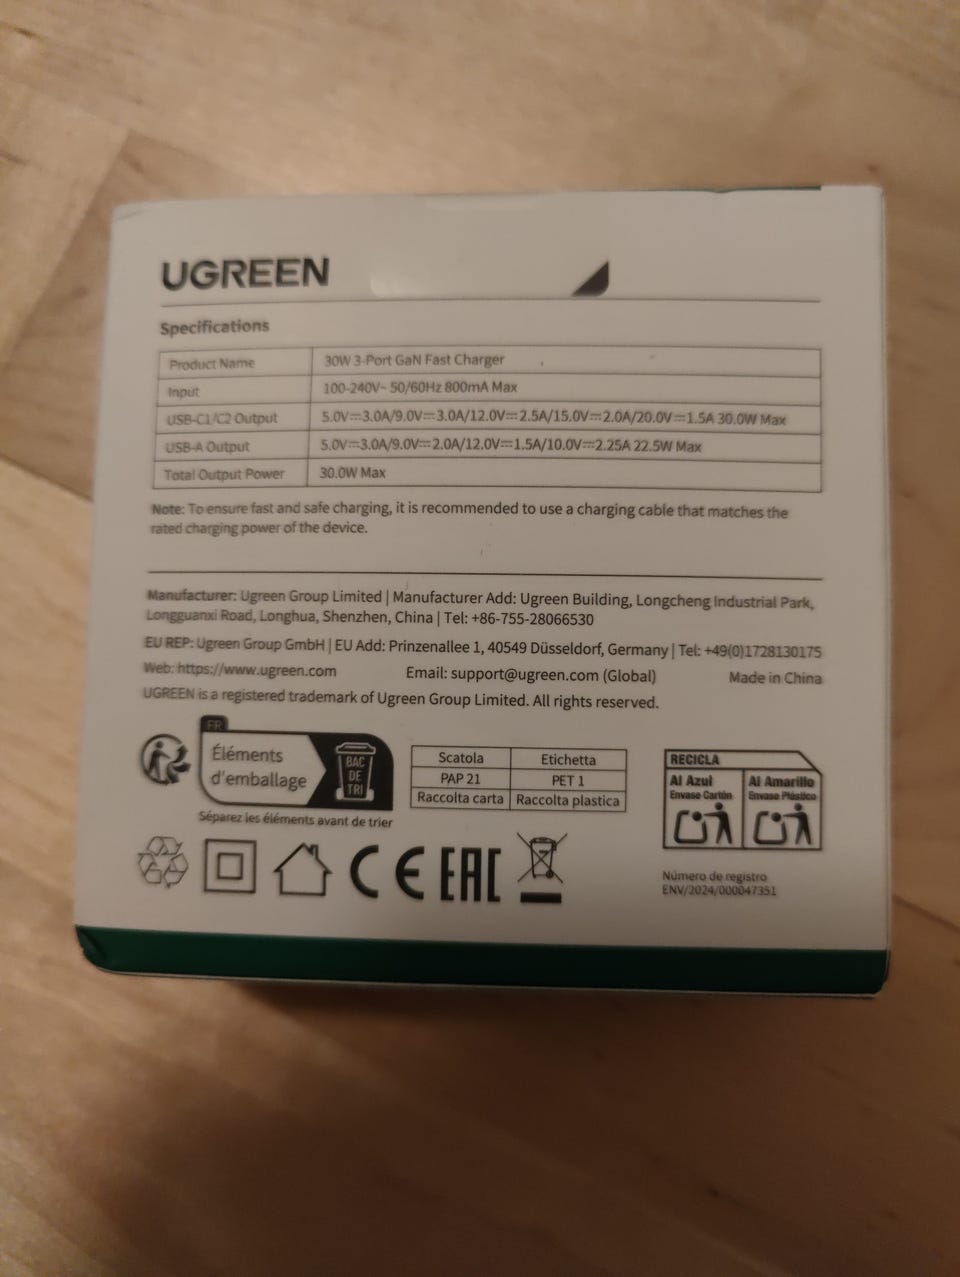 UGREEN
Specifications
Product Name 30W 3-Port GaN Fast Charger
Input 100-240V~ 50/60Hz 800mA Max
USB-C1/C2 Output 5.0V⎓3.0A/9.0V⎓3.0A/12.0V⎓2.5A/15.0V⎓2.0A/20.0V⎓1.5A 30.0W Max
USB-A Output 5.0V⎓3.0A/9.0V⎓2.0A/12.0V⎓1.5A/10.0V⎓2.25A 22.5W Max
Total Output Power 30.0W Max
Note: To ensure fast and safe charging, it is recommended to use a charging cable that matches the
rated charging power of the device.
Manufacturer: Ugreen Group Limited | Manufacturer Add: Ugreen Building, Longcheng Industrial Park,
Longguanxi Road, Longhua, Shenzhen, China | Tel: +86-755-28066530
EU REP: Ugreen Group GmbH | EU Add: Prinzenallee 1, 40549 Düsseldorf, Germany | Tel: +49(0)1728130175
Web: https://www.ugreen.com Email: support@ugreen.com (Global) Made in China
UGREEN is a registered trademark of Ugreen Group Limited. All rights reserved.
FR
Éléments
d'emballage
BAC
DE
TRI
Séparez les éléments avant de trier
Scatola Etichetta
PAP 21 PET 1
Raccolta carta Raccolta plastica
RECICLA
Al Azul Al Amarillo
Envase Cartón Envase Plástico
CE EAC
Número de registro
ENV/2024/000047351